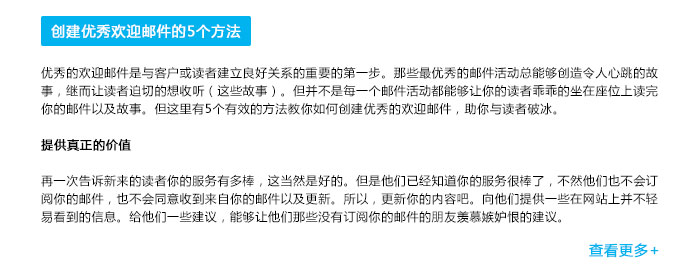 创建优秀欢迎邮件的5个方法
优秀的欢迎邮件是与客户或读者建立良好关系的重要的第一步。那些最优秀的邮件活动总能够创造令人心跳的故
事，继而让读者迫切的想收听（这些故事）。但并不是每一个邮件活动都能够让你的读者乖乖的坐在座位上读完
你的邮件以及故事。但这里有5个有效的方法教你如何创建优秀的欢迎邮件，助你与读者破冰。
提供真正的价值
再一次告诉新来的读者你的服务有多棒，这当然是好的。但是他们已经知道你的服务很棒了，不然他们也不会订
阅你的邮件，也不会同意收到来自你的邮件以及更新。所以，更新你的内容吧。向他们提供一些在网站上并不轻
易看到的信息。给他们一些建议，能够让他们那些没有订阅你的邮件的朋友羡慕嫉妒恨的建议。
查看更多+